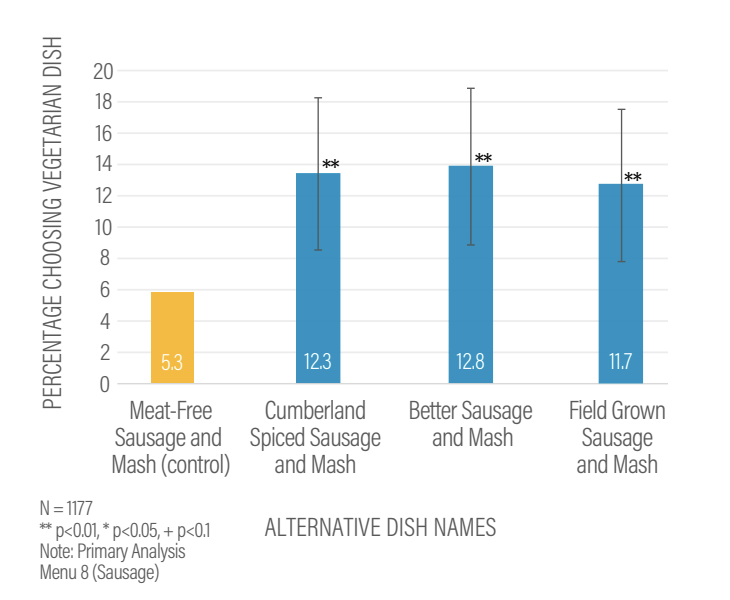 PERCENTAGE CHOOSING VEGETARIAN DISH
20
18
16
14
12
10
8
6
4
2
0
**
**
**
5.3
12.3
12.8
11.7
Meat-Free
Sausage and
Mash (control)
Cumberland
Spiced Sausage
and Mash
Better Sausage
and Mash
Field Grown
Sausage
and Mash
N = 1177
** p<0.01, * p<0.05, + p<0.1
Note: Primary Analysis
Menu 8 (Sausage)
ALTERNATIVE DISH NAMES